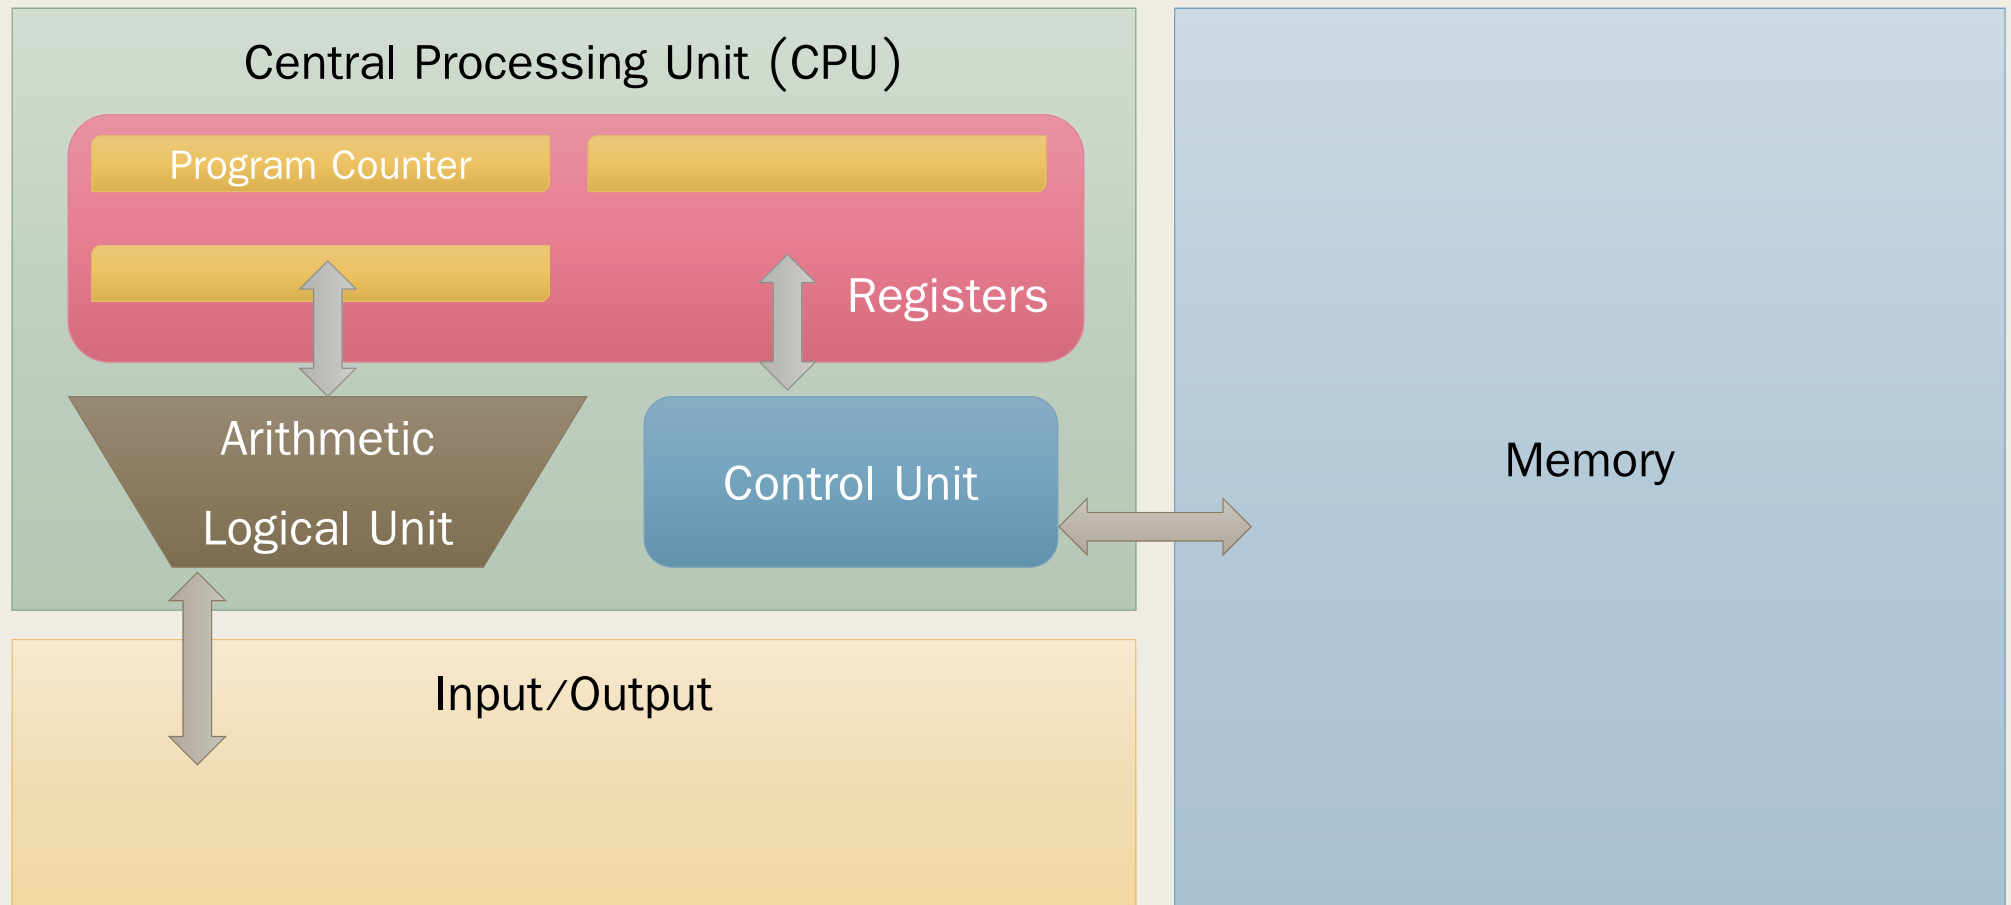 Central Processing Unit (CPU)
Program Counter
Registers
Arithmetic
Logical Unit
Control Unit
Memory
Input/Output